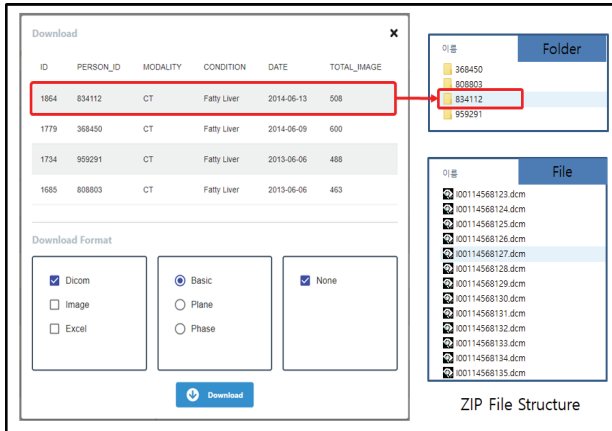 Download
ID PERSON_ID MODALITY CONDITION DATE TOTAL_IMAGE
1864 834112 CT Fatty Liver 2014-06-13 508
1779 368450 CT Fatty Liver 2014-06-09 600
1734 959291 CT Fatty Liver 2013-06-06 488
1685 808803 CT Fatty Liver 2013-06-06 463
Download Format
Dicom
Image
Excel
Basic
Plane
Phase
None
Download
이름 Folder
368450
808803
834112
959291
이름 File
I00114568123.dcm
I00114568124.dcm
I00114568125.dcm
I00114568126.dcm
I00114568127.dcm
I00114568128.dcm
I00114568129.dcm
I00114568130.dcm
I00114568131.dcm
I00114568132.dcm
I00114568133.dcm
I00114568134.dcm
I00114568135.dcm
ZIP File Structure